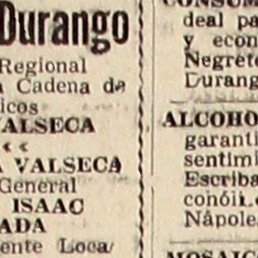 Durango
Regional
Cadena de
icos
VALSECA
« «
VALSECA
General
ISAAC
ADA
ente Loca
deal pa
y econ
Negrete
Durang
ALCOHO
garanti
sentimi
Escriba
Nápole
MOSAICO